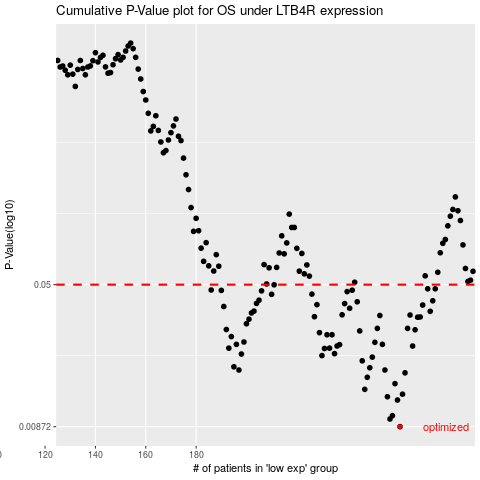 Cumulative P-Value plot for OS under LTB4R expression
P-Value(log10)
0.05
0.00872
optimized
0 120 140 160 180
# of patients in 'low exp' group